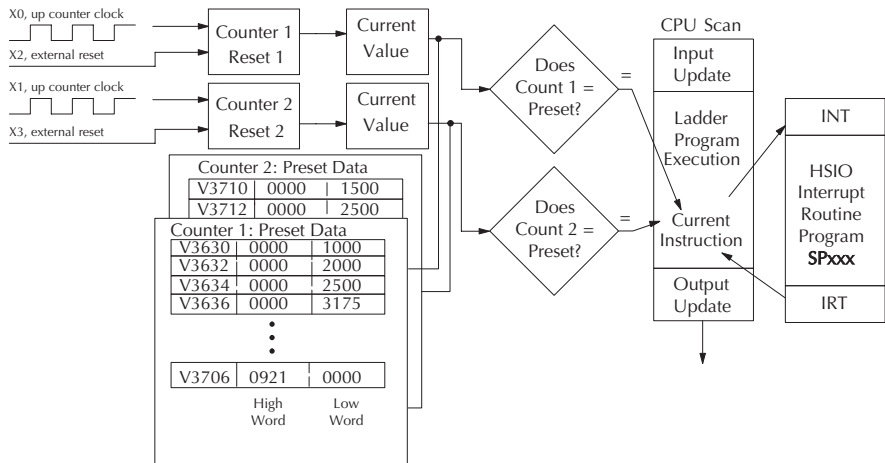 X0, up counter clock
X2, external reset
Counter 1
Reset 1
Current
Value
X1, up counter clock
X3, external reset
Counter 2
Reset 2
Current
Value
Counter 2: Preset Data
V3710 0000 1500
V3712 0000 2500
Counter 1: Preset Data
V3630 0000 1000
V3632 0000 2000
V3634 0000 2500
V3636 0000 3175
V3706 0921 0000
High
Word
Low
Word
Does
Count 1 =
Preset?
=
Does
Count 2 =
Preset?
=
CPU Scan
Input
Update
Ladder
Program
Execution
Current
Instruction
Output
Update
INT
HSIO
Interrupt
Routine
Program
SPxxx
IRT